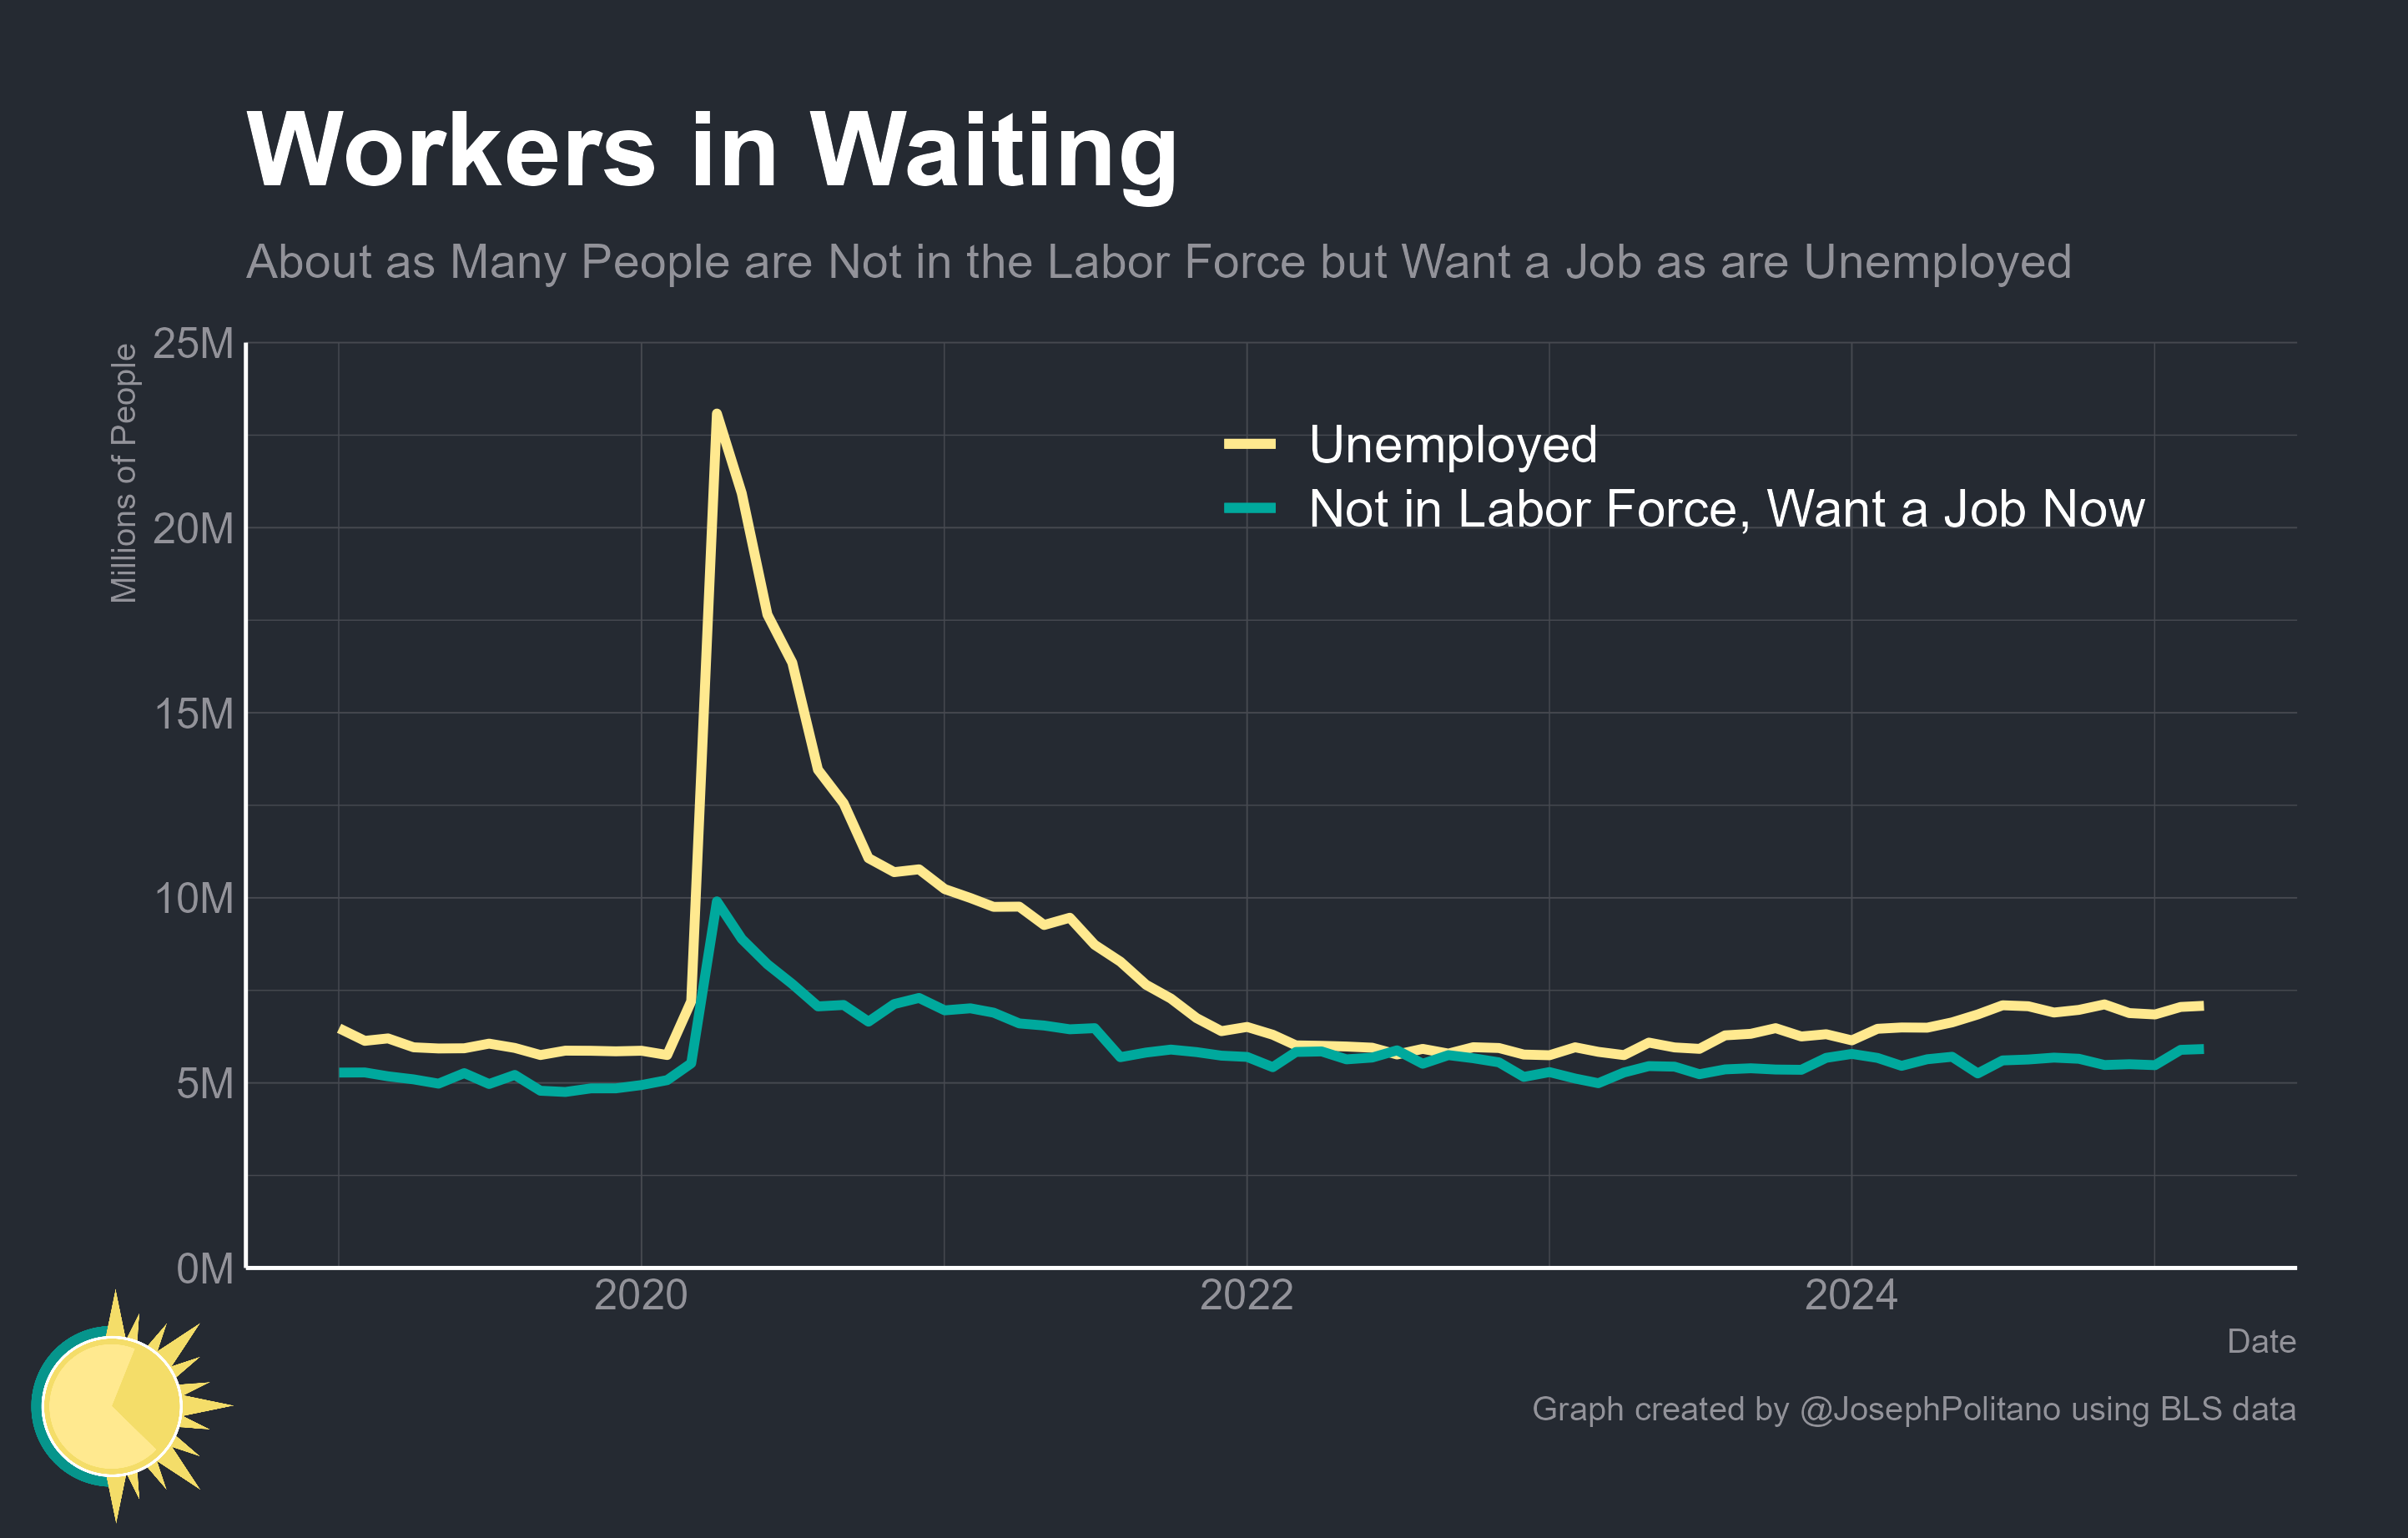 Workers in Waiting
About as Many People are Not in the Labor Force but Want a Job as are Unemployed
Millions of People
25M
20M
15M
10M
5M
0M
Unemployed
Not in Labor Force, Want a Job Now
2020
2022
2024
Date
Graph created by @JosephPolitano using BLS data